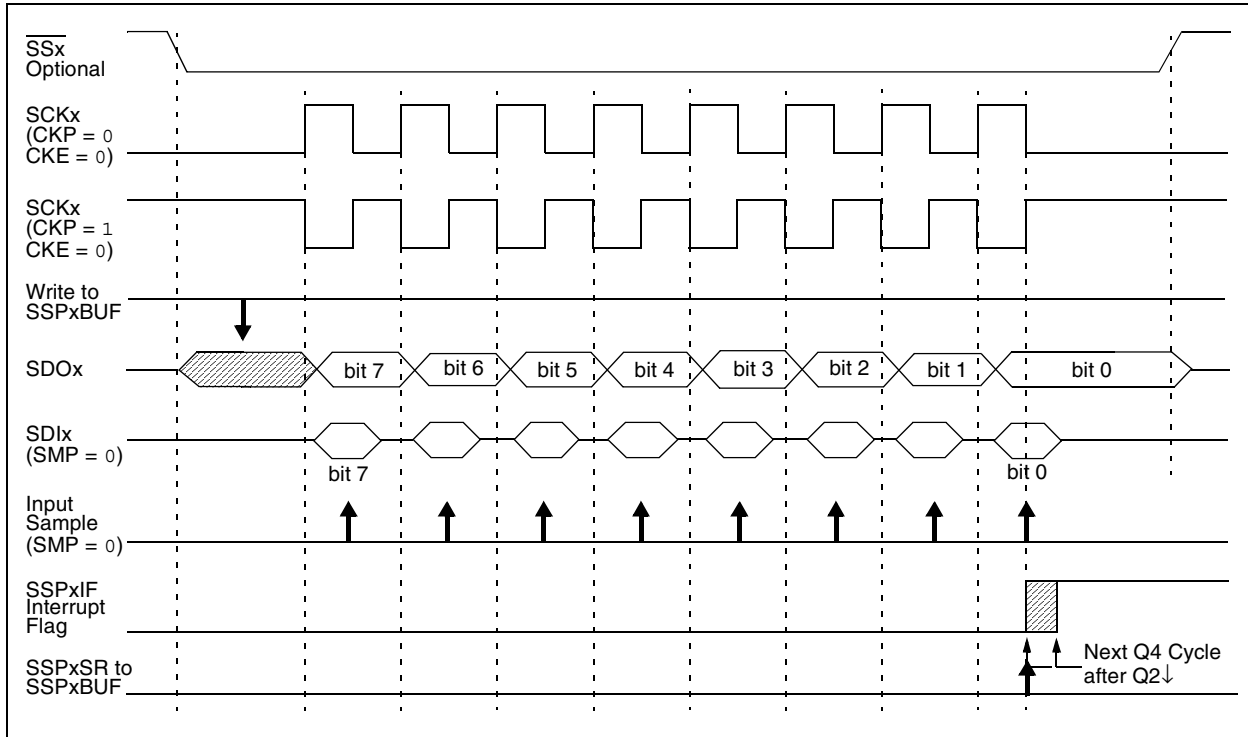 SSx
Optional
SCKx
(CKP = 0
CKE = 0)
SCKx
(CKP = 1
CKE = 0)
Write to
SSPxBUF
SDOx
bit 7
bit 6
bit 5
bit 4
bit 3
bit 2
bit 1
bit 0
SDIx
(SMP = 0)
bit 7
bit 0
Input
Sample
(SMP = 0)
SSPxIF
Interrupt
Flag
SSPxSR to
SSPxBUF
Next Q4 Cycle
after Q2↓